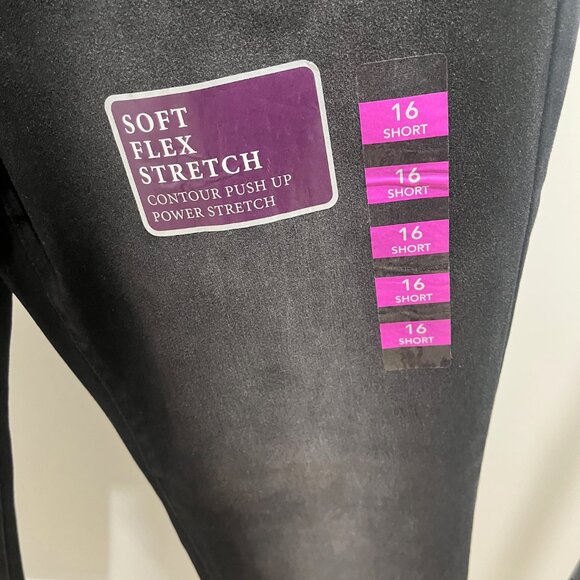 SOFT
FLEX
STRETCH
CONTOUR PUSH UP
POWER STRETCH
16
SHORT
16
SHORT
16
SHORT
16
SHORT
16
SHORT